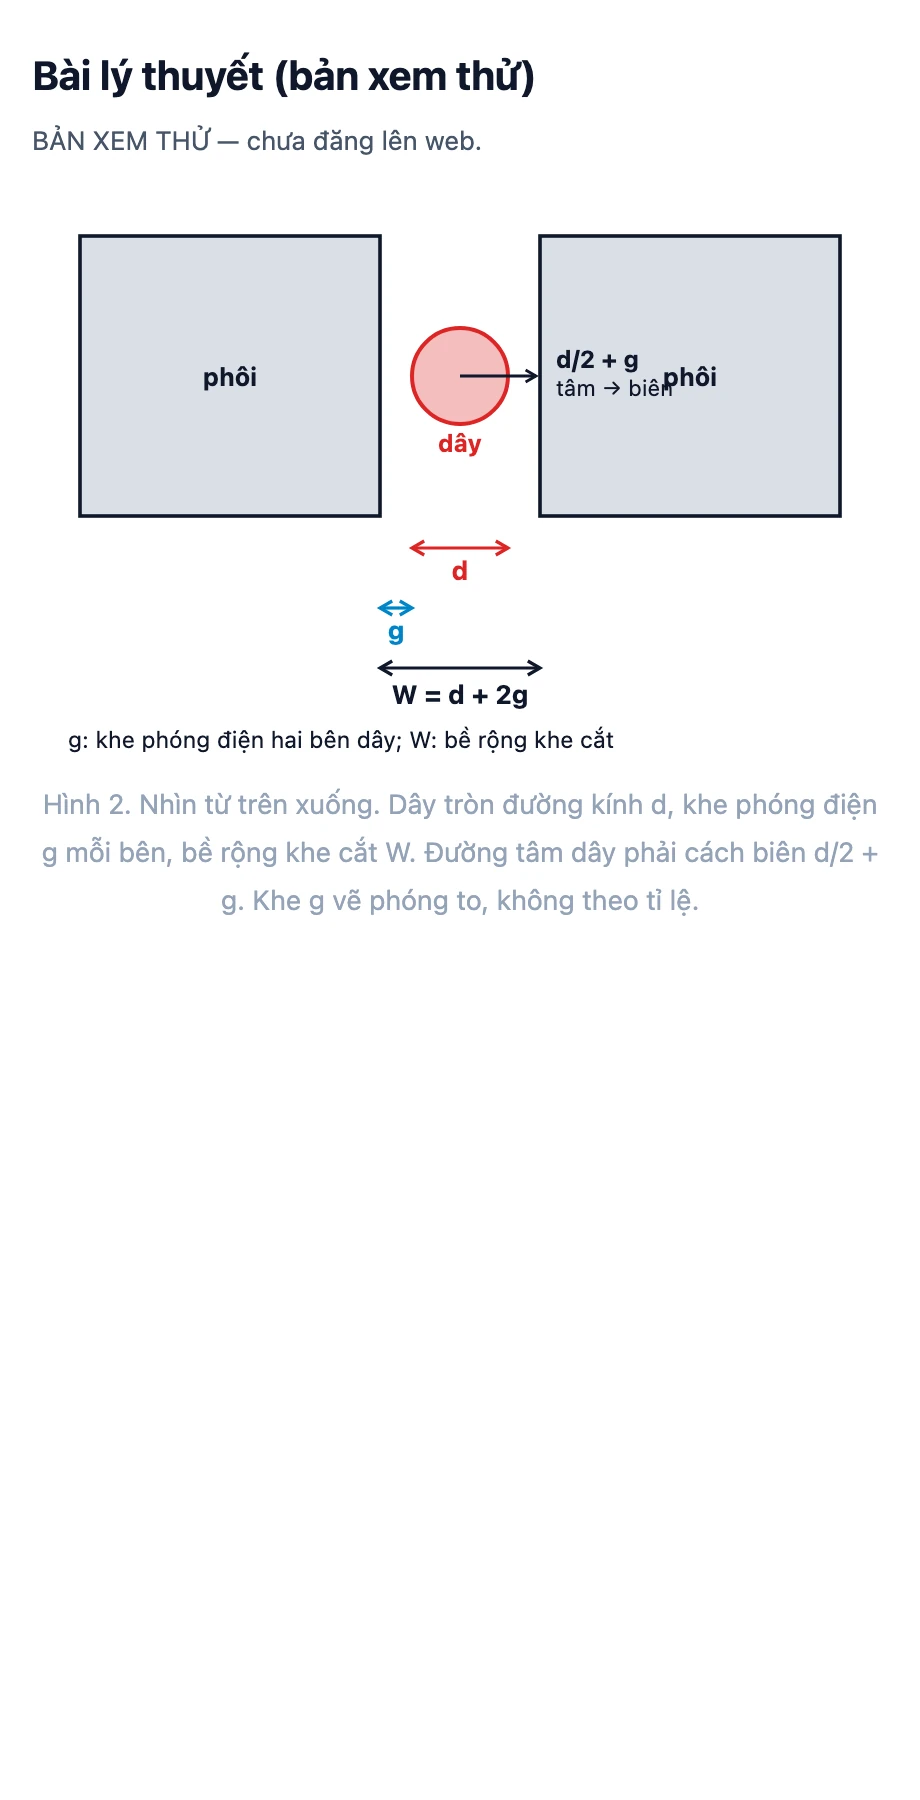 Bài lý thuyết (bản xem thử)
BẢN XEM THỬ — chưa đăng lên web.
phôi
d/2 + g
tâm → biên
phôi
dây
d
g
W = d + 2g
g: khe phóng điện hai bên dây; W: bề rộng khe cắt
Hình 2. Nhìn từ trên xuống. Dây tròn đường kính d, khe phóng điện
g mỗi bên, bề rộng khe cắt W. Đường tâm dây phải cách biên d/2 +
g. Khe g vẽ phóng to, không theo tỉ lệ.